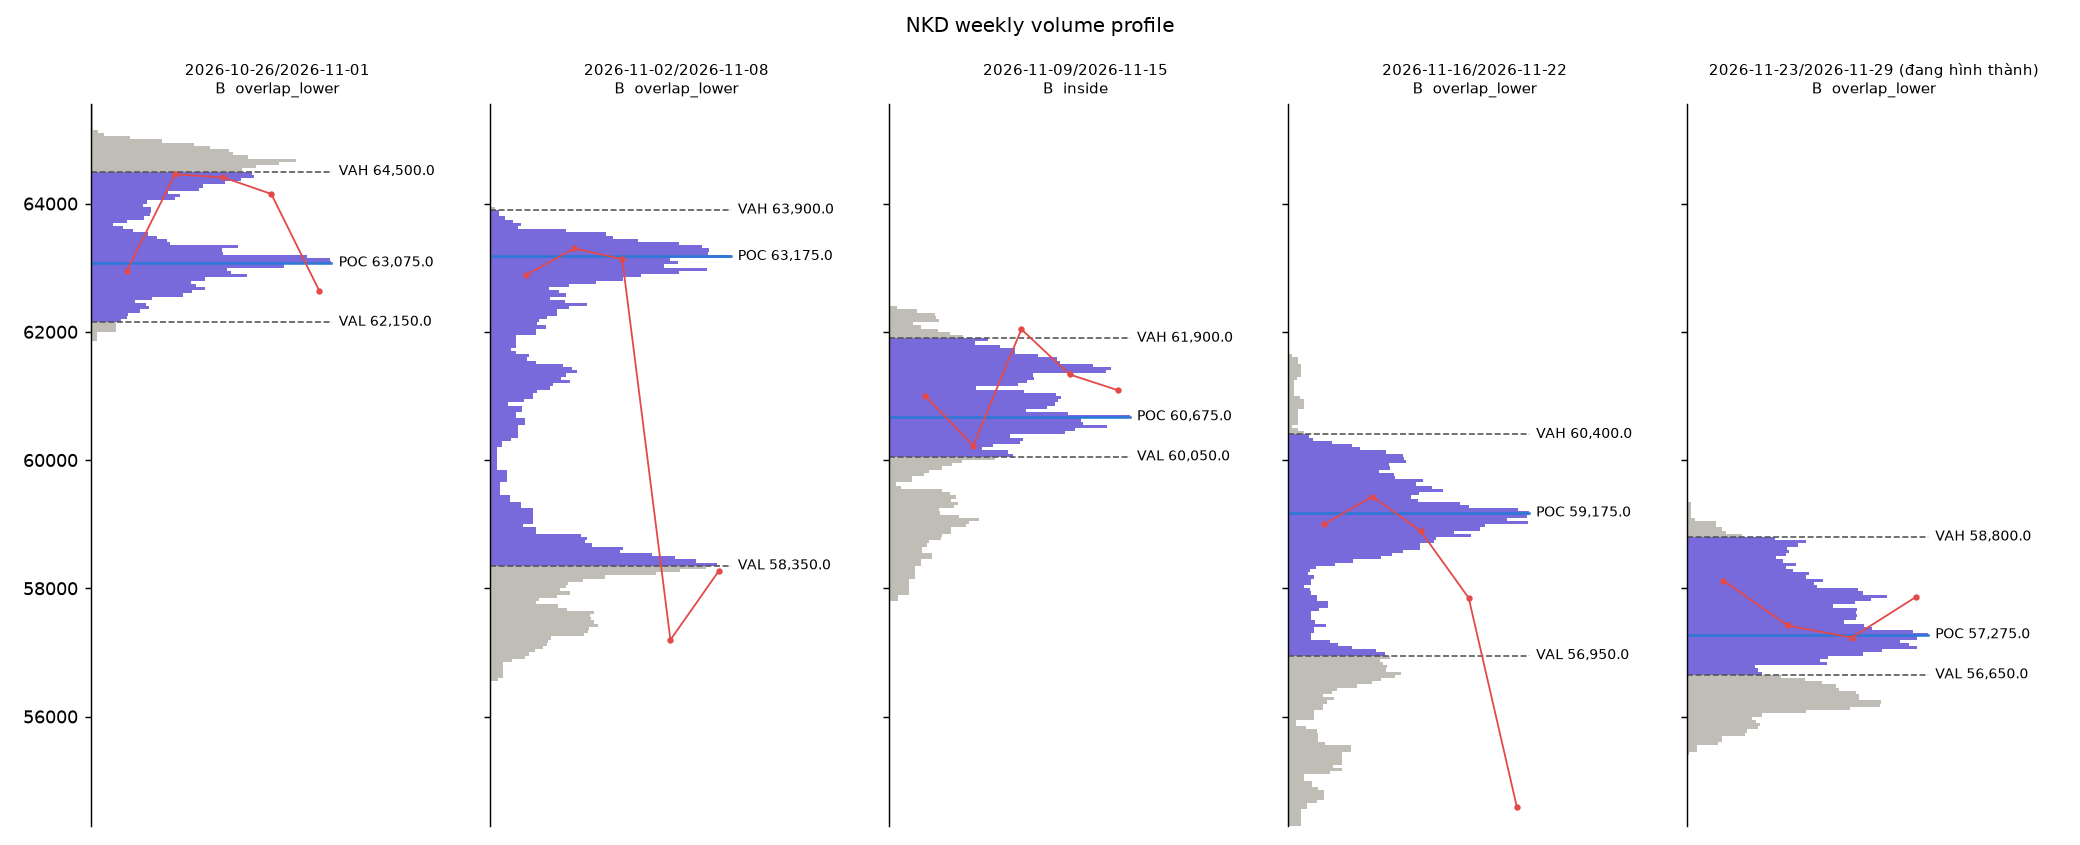 NKD weekly volume profile
2026-10-26/2026-11-01
B  overlap_lower
VAH 64,500.0
POC 63,075.0
VAL 62,150.0
64000
62000
60000
58000
56000
2026-11-02/2026-11-08
B  overlap_lower
VAH 63,900.0
POC 63,175.0
VAL 58,350.0
2026-11-09/2026-11-15
B  inside
VAH 61,900.0
POC 60,675.0
VAL 60,050.0
2026-11-16/2026-11-22
B  overlap_lower
VAH 60,400.0
POC 59,175.0
VAL 56,950.0
2026-11-23/2026-11-29 (đang hình thành)
B  overlap_lower
VAH 58,800.0
POC 57,275.0
VAL 56,650.0